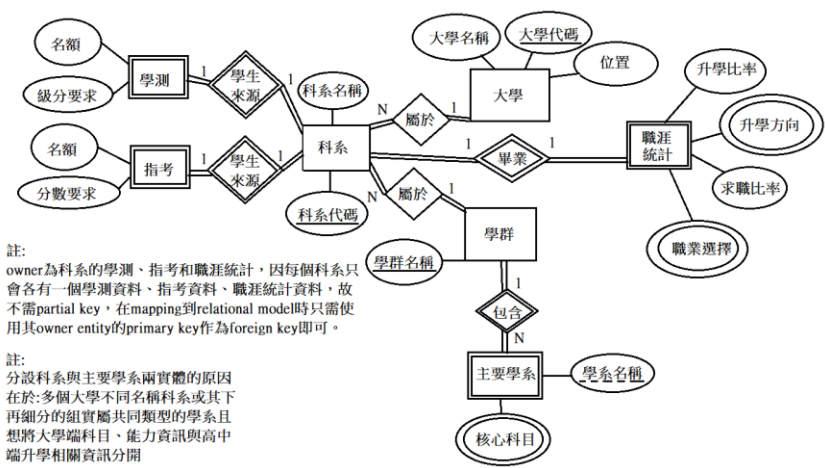 名額
級分要求
學測
1
學生
來源
1
名額
分數要求
指考
1
學生
來源
1
科系名稱
科系
科系代碼
N
屬於
1
大學名稱
大學代碼
位置
大學
1
畢業
1
職涯
統計
升學比率
升學方向
求職比率
職業選擇
N
屬於
1
學群
學群名稱
1
包含
N
主要學系
學系名稱
核心科目
註:
owner為科系的學測、指考和職涯統計，因每個科系只
會各有一個學測資料、指考資料、職涯統計資料，故
不需partial key，在mapping到relational model時只需使
用其owner entity的primary key作為foreign key即可。
註:
分設科系與主要學系兩實體的原因
在於:多個大學不同名稱科系或其下
再細分的組實屬共同類型的學系且
想將大學端科目、能力資訊與高中
端升學相關資訊分開